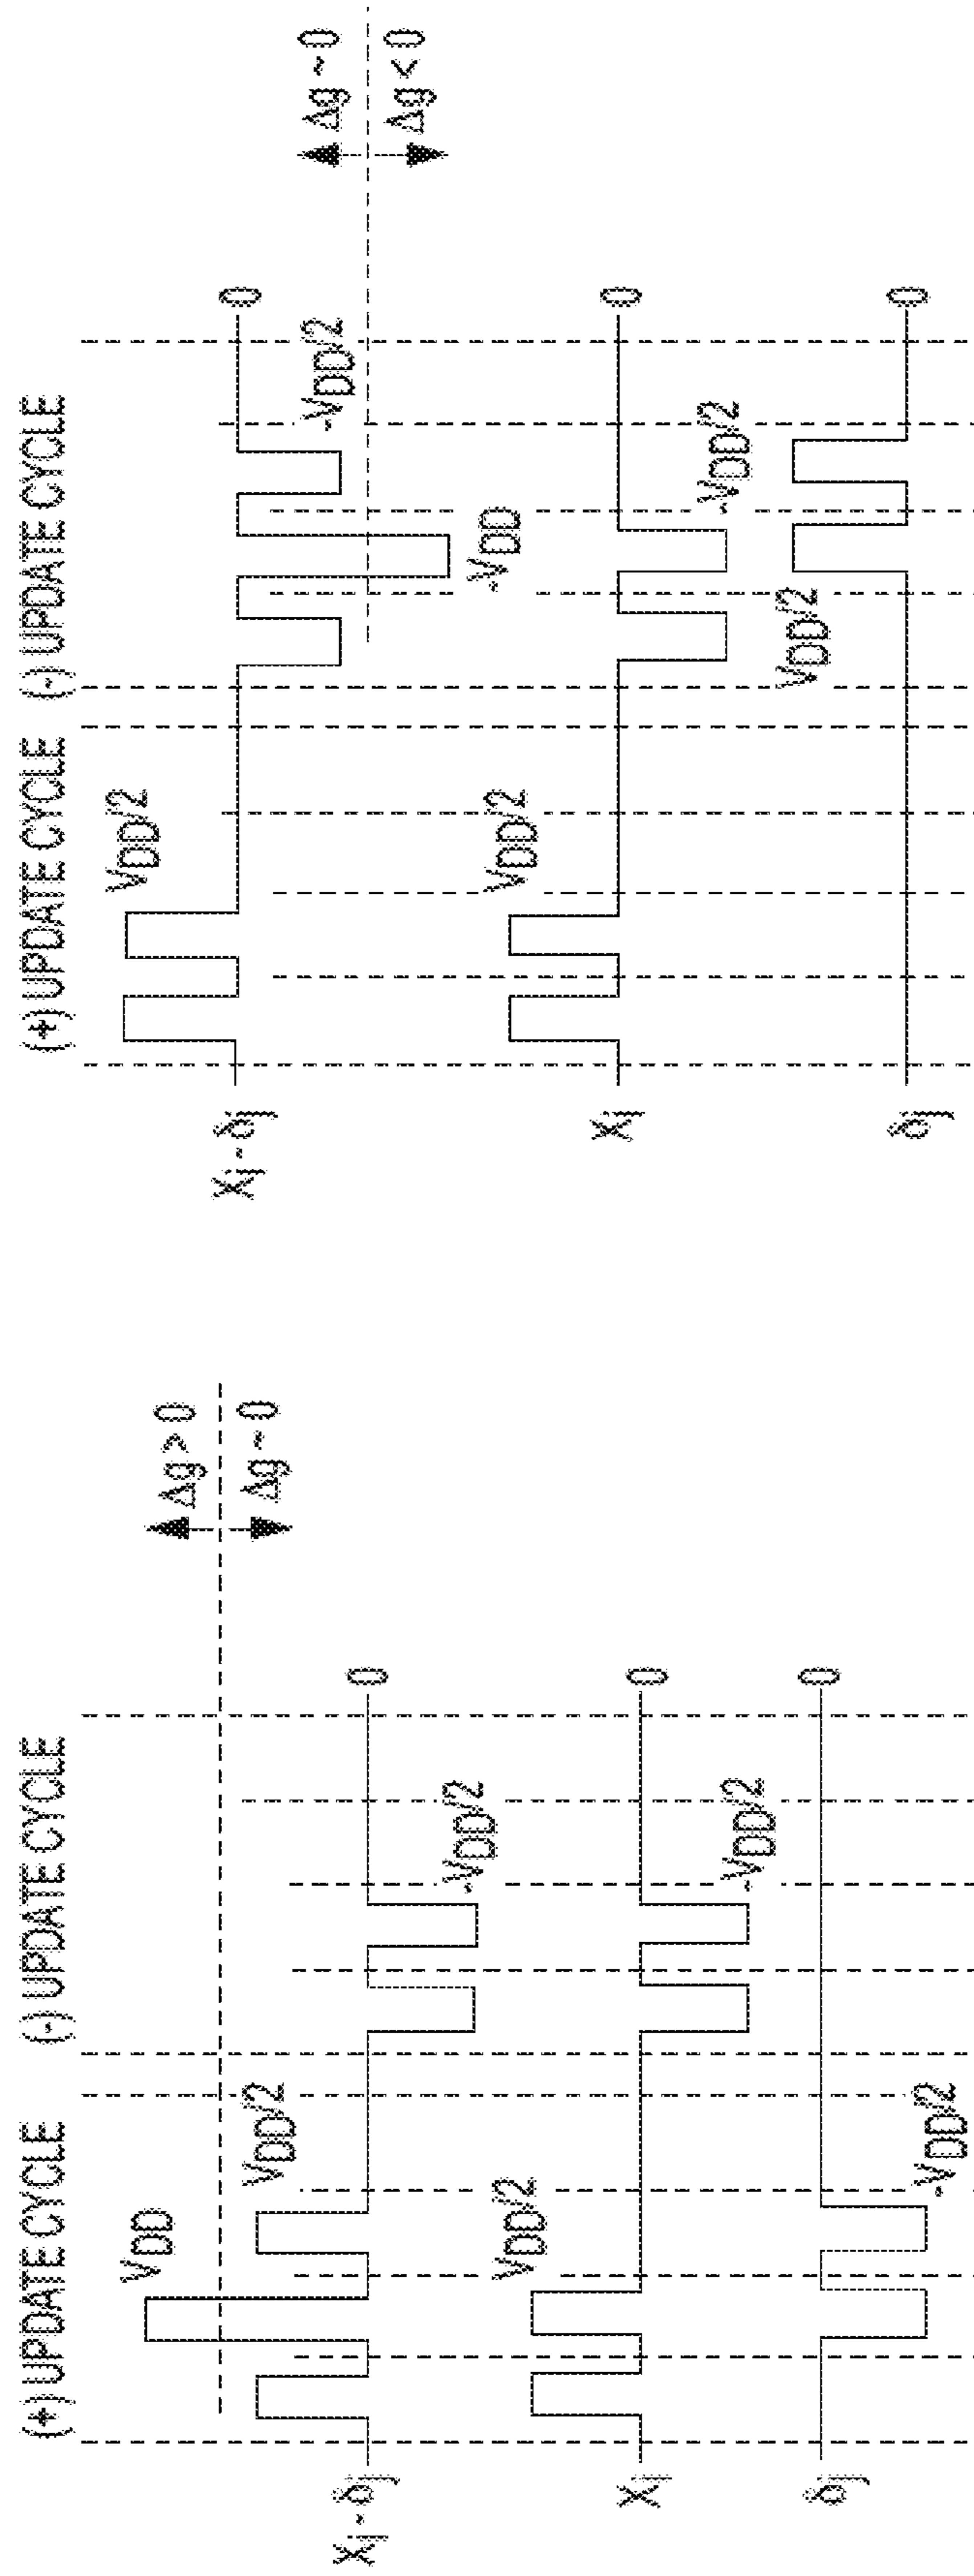 (+) UPDATE CYCLE (-) UPDATE CYCLE
VDD
VDD/2
Δg > 0
Δg ~ 0
Xi - δj
0
-VDD/2
VDD/2
Xi
0
-VDD/2
δj
0
-VDD/2
(+) UPDATE CYCLE (-) UPDATE CYCLE
VDD/2
Xi - δj
0
-VDD/2
Δg ~ 0
Δg < 0
-VDD
VDD/2
Xi
0
-VDD/2
VDD/2
δj
0